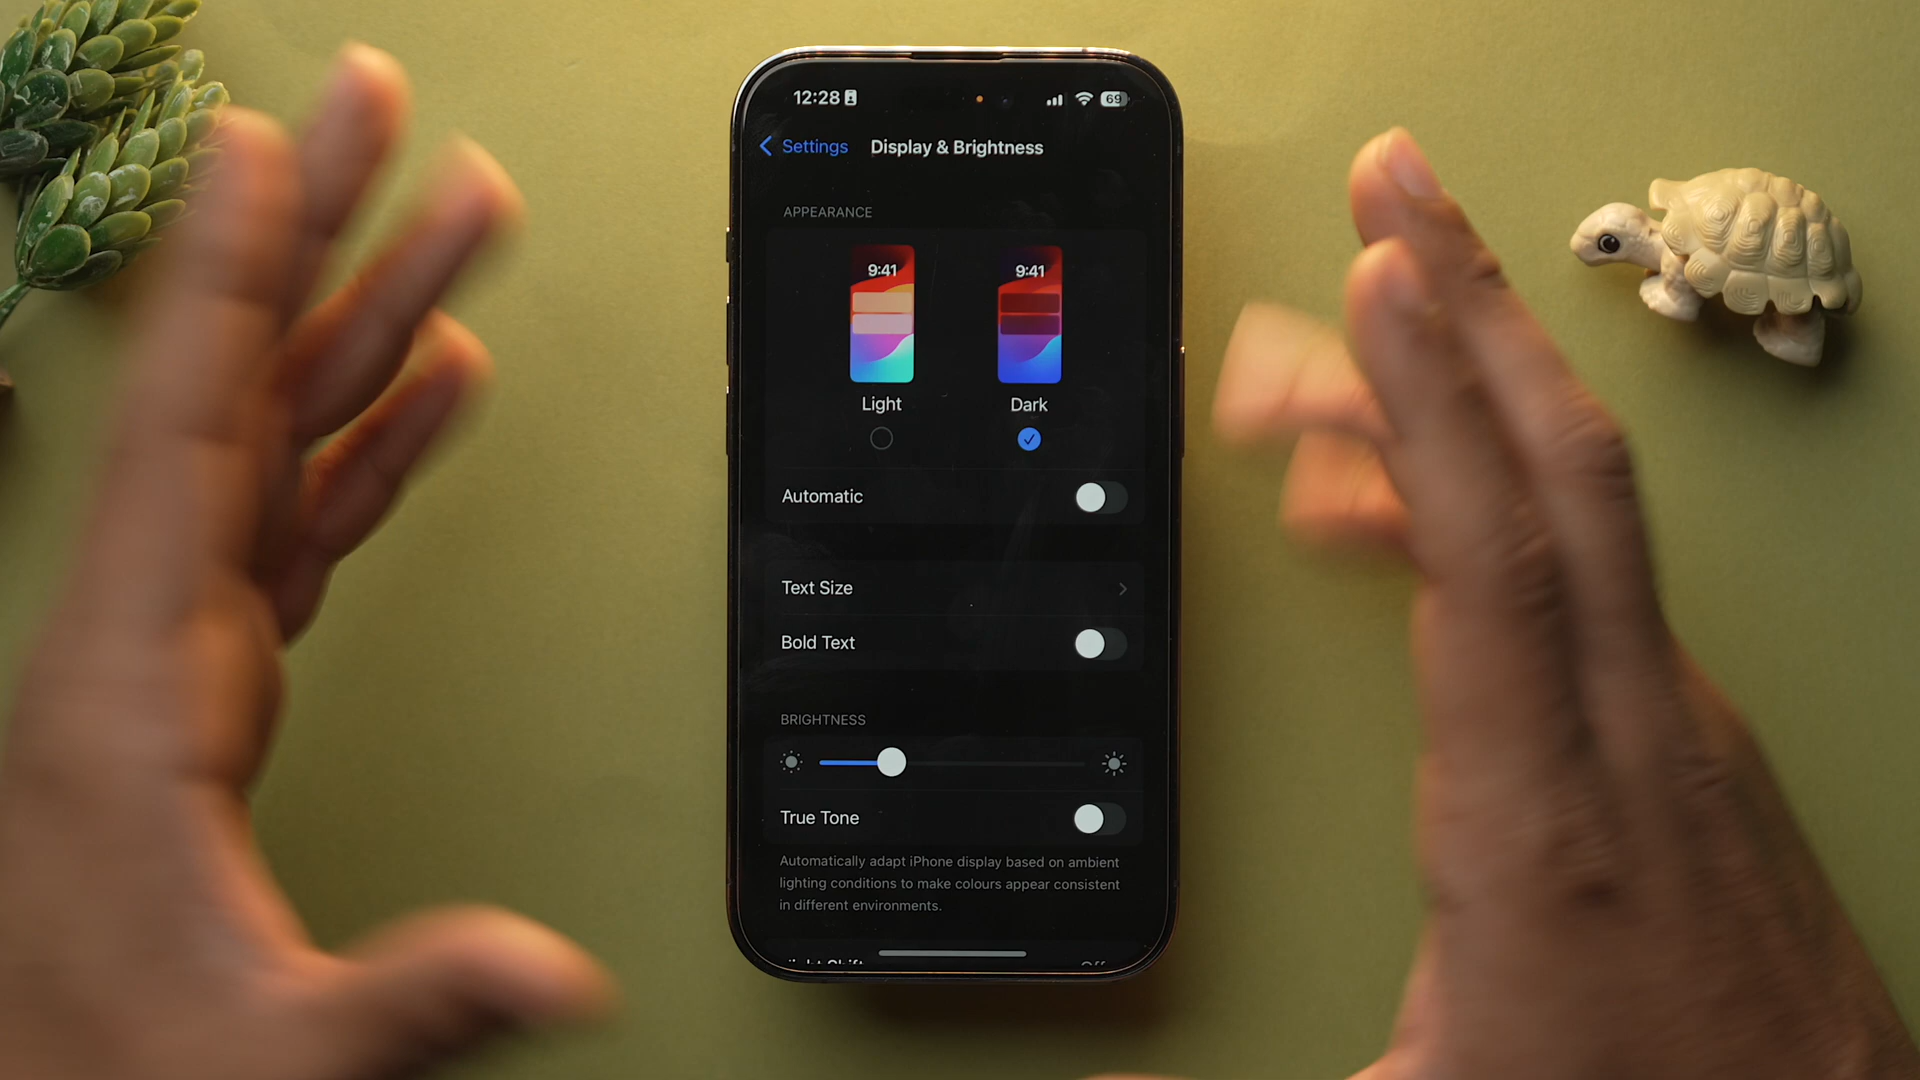 12:28
69
Settings Display & Brightness
APPEARANCE
9:41 9:41
Light Dark
Automatic
Text Size
Bold Text
BRIGHTNESS
True Tone
Automatically adapt iPhone display based on ambient
lighting conditions to make colours appear consistent
in different environments.
Off